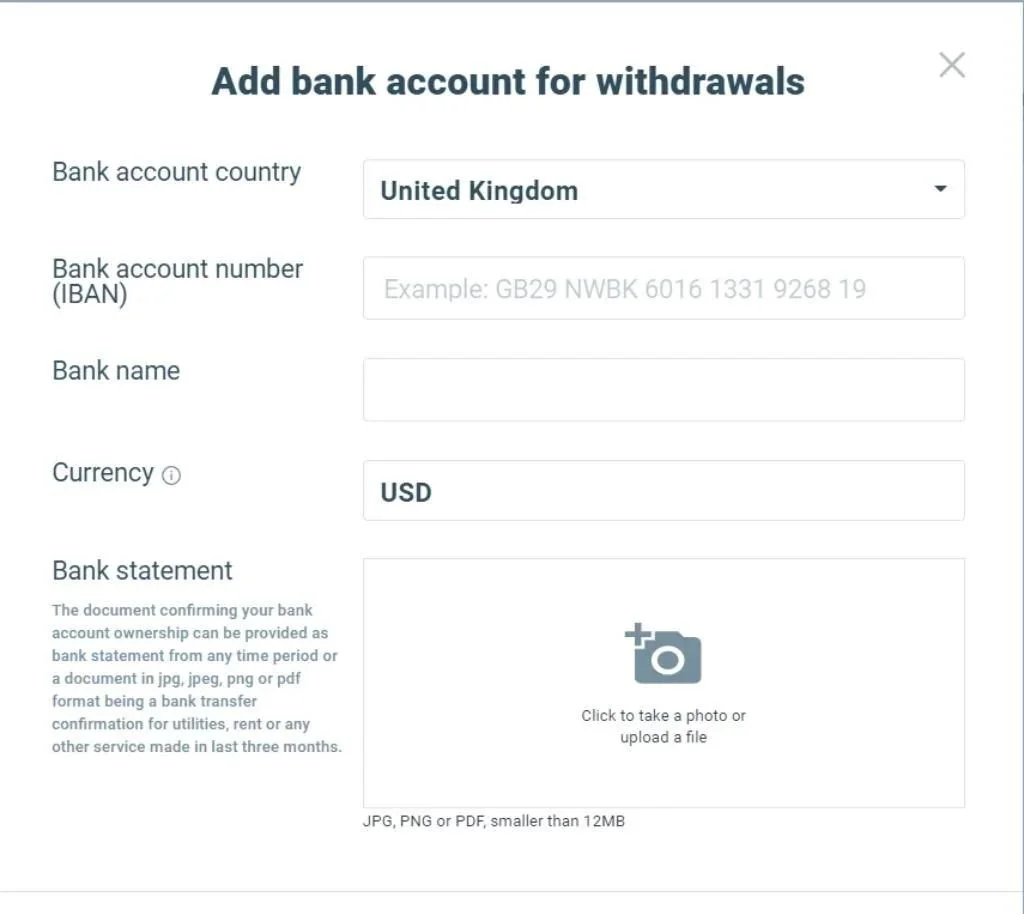 Add bank account for withdrawals
Bank account country
United Kingdom
Bank account number
(IBAN)
Example: GB29 NWBK 6016 1331 9268 19
Bank name
Currency
USD
Bank statement
The document confirming your bank
account ownership can be provided as
bank statement from any time period or
a document in jpg, jpeg, png or pdf
format being a bank transfer
confirmation for utilities, rent or any
other service made in last three months.
Click to take a photo or
upload a file
JPG, PNG or PDF, smaller than 12MB